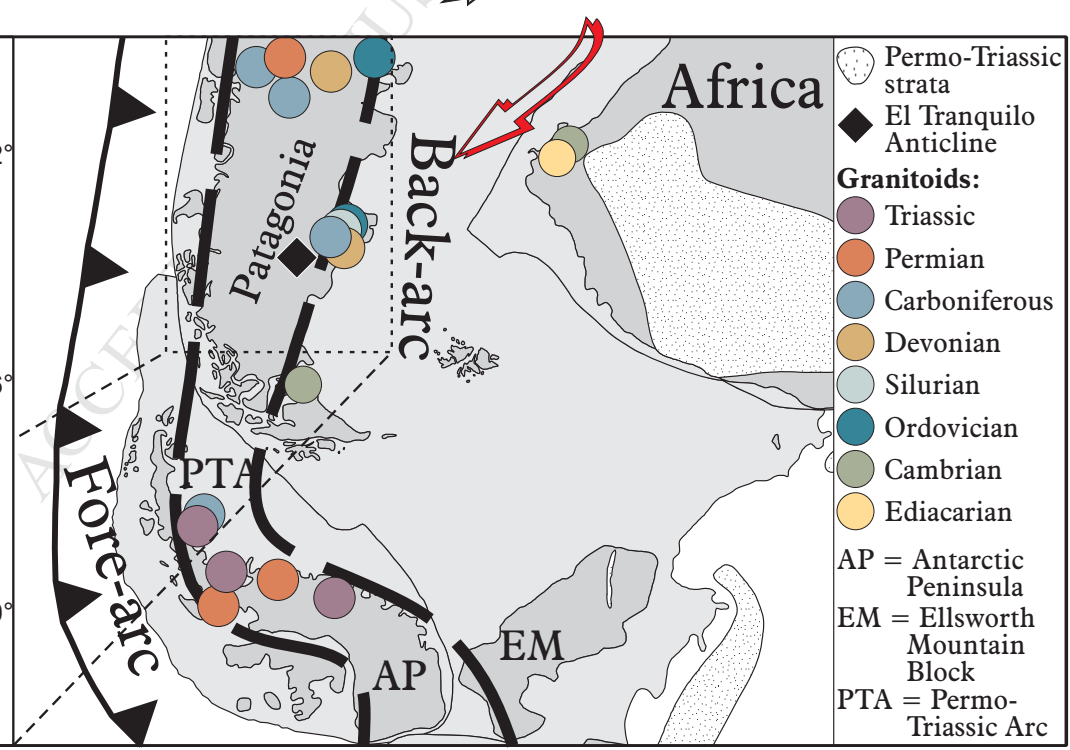 Africa
Patagonia
Back-arc
PTA
Fore-arc
EM
AP
Permo-Triassic
strata
El Tranquilo
Anticline
Granitoids:
Triassic
Permian
Carboniferous
Devonian
Silurian
Ordovician
Cambrian
Ediacarian
AP = Antarctic
Peninsula
EM = Ellsworth
Mountain
Block
PTA = Permo-
Triassic Arc